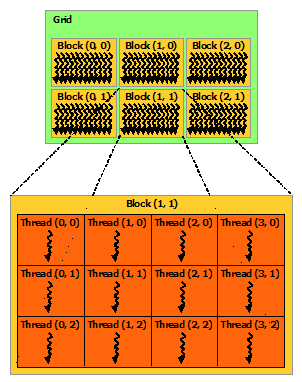 Grid
Block (0, 0) Block (1, 0) Block (2, 0)
Block (0, 1) Block (1, 1) Block (2, 1)
Block (1, 1)
Thread (0, 0) Thread (1, 0) Thread (2, 0) Thread (3, 0)
Thread (0, 1) Thread (1, 1) Thread (2, 1) Thread (3, 1)
Thread (0, 2) Thread (1, 2) Thread (2, 2) Thread (3, 2)